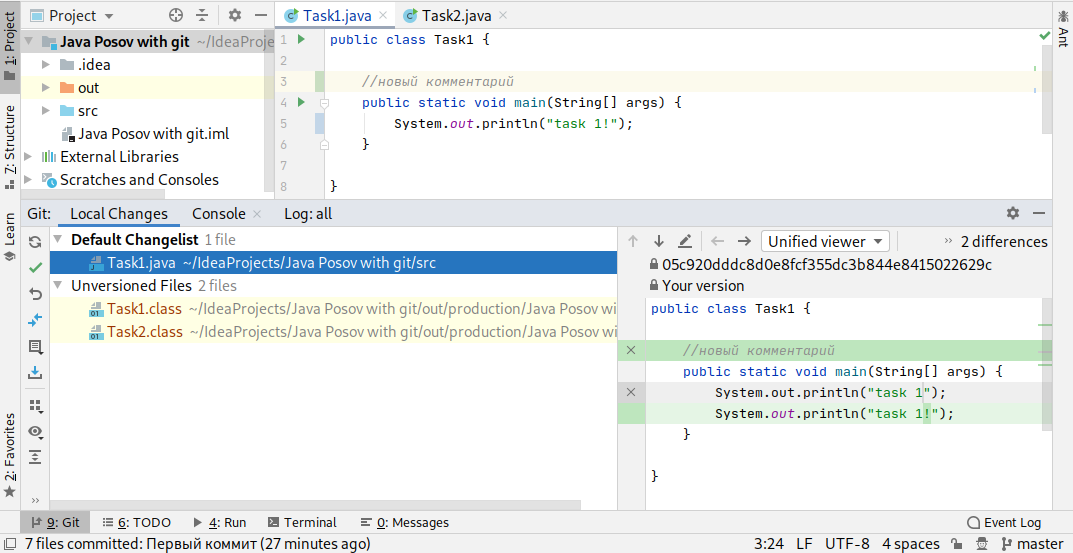 Project
Task1.java
Task2.java
1: Project
Z: Structure
Learn
2: Favorites
Ant
Java Posov with git ~/IdeaProje
.idea
out
src
Java Posov with git.iml
External Libraries
Scratches and Consoles
1 public class Task1 {
2
3 //новый комментарий
4 public static void main(String[] args) {
5 System.out.println("task 1!");
6 }
7
8 }
Git: Local Changes Console Log: all
Default Changelist 1 file
Task1.java ~/IdeaProjects/Java Posov with git/src
Unversioned Files 2 files
Task1.class ~/IdeaProjects/Java Posov with git/out/production/Java Posov wi
Task2.class ~/IdeaProjects/Java Posov with git/out/production/Java Posov wi
Unified viewer 2 differences
05c920dddc8d0e8fcf355dc3b844e8415022629c
Your version
public class Task1 {
//новый комментарий
public static void main(String[] args) {
System.out.println("task 1");
System.out.println("task 1!");
}
}
9: Git 6: TODO 4: Run Terminal 0: Messages Event Log
7 files committed: Первый коммит (27 minutes ago) 3:24 LF UTF-8 4 spaces master